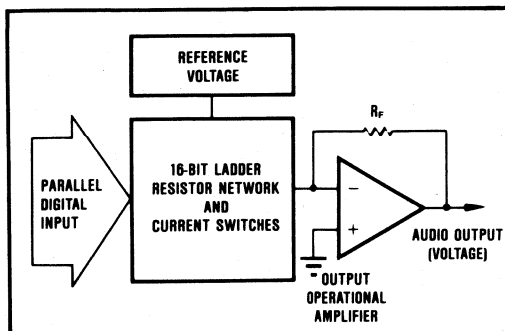 REFERENCE
VOLTAGE
R_F
PARALLEL
DIGITAL
INPUT
16-BIT LADDER
RESISTOR NETWORK
AND
CURRENT SWITCHES
−
+
AUDIO OUTPUT
(VOLTAGE)
OUTPUT
OPERATIONAL
AMPLIFIER